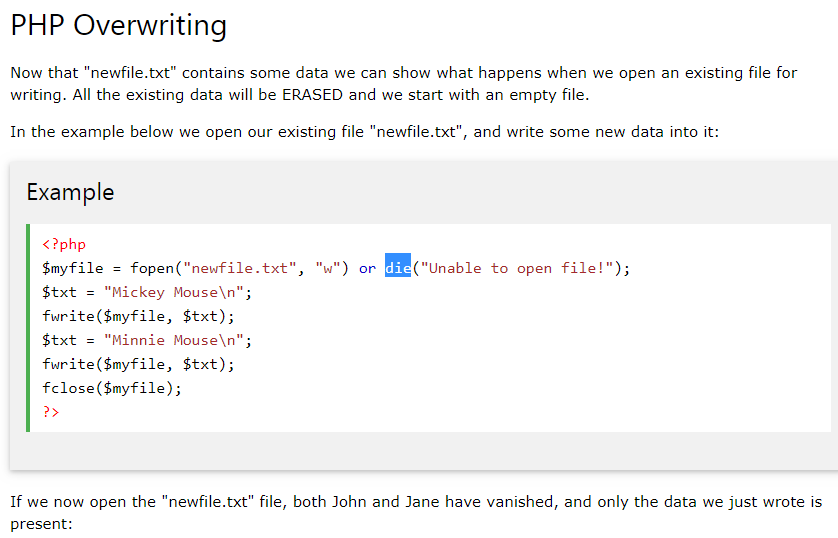 PHP Overwriting
Now that "newfile.txt" contains some data we can show what happens when we open an existing file for
writing. All the existing data will be ERASED and we start with an empty file.
In the example below we open our existing file "newfile.txt", and write some new data into it:
Example
<?php
$myfile = fopen("newfile.txt", "w") or die("Unable to open file!");
$txt = "Mickey Mouse\n";
fwrite($myfile, $txt);
$txt = "Minnie Mouse\n";
fwrite($myfile, $txt);
fclose($myfile);
?>
If we now open the "newfile.txt" file, both John and Jane have vanished, and only the data we just wrote is
present: